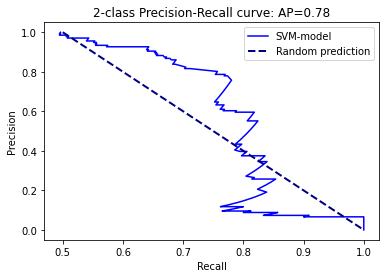 2-class Precision-Recall curve: AP=0.78
SVM-model
Random prediction
Precision
1.0
0.8
0.6
0.4
0.2
0.0
0.5 0.6 0.7 0.8 0.9 1.0
Recall